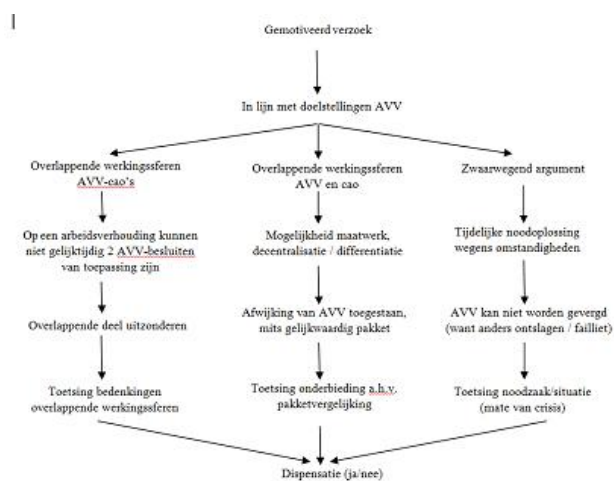 Gemotiveerd verzoek
In lijn met doelstellingen AVV
Overlappende werkingssferen
AVV-cao's
Overlappende werkingssferen
AVV en cao
Zwaarwegend argument
Op een arbeidsverhouding kunnen
niet gelijktijdig 2 AVV-besluiten
van toepassing zijn
Mogelijkheid maatwerk,
decentralisatie / differentiatie
Tijdelijke noodoplossing
wegens omstandigheden
Overlappende deel uitzonderen
Afwijking van AVV toegestaan,
mits gelijkwaardig pakket
AVV kan niet worden gevergd
(want anders ontslagen / failliet)
Toetsing bedenkingen
overlappende werkingssferen
Toetsing onderbieding a.h.v.
pakketvergelijking
Toetsing noodzaak/situatie
(mate van crisis)
Dispensatie (ja/nee)